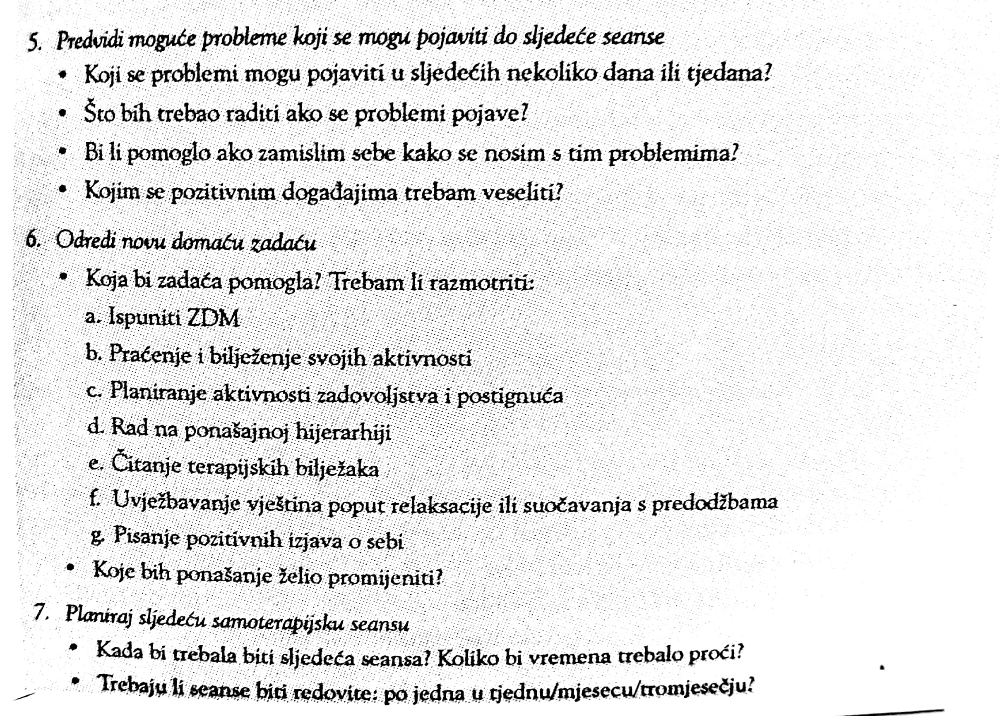 5. Predvidi moguće probleme koji se mogu pojaviti do sljedeće seanse
• Koji se problemi mogu pojaviti u sljedećih nekoliko dana ili tjedana?
• Što bih trebao raditi ako se problemi pojave?
• Bi li pomoglo ako zamislim sebe kako se nosim s tim problemima?
• Kojim se pozitivnim događajima trebam veseliti?
6. Odredi novu domaću zadaću
• Koja bi zadaća pomogla? Trebam li razmotriti:
a. Ispuniti ZDM
b. Praćenje i bilježenje svojih aktivnosti
c. Planiranje aktivnosti zadovoljstva i postignuća
d. Rad na ponašajnoj hijerarhiji
e. Čitanje terapijskih bilježaka
f. Uvježbavanje vještina poput relaksacije ili suočavanja s predodžbama
g. Pisanje pozitivnih izjava o sebi
• Koje bih ponašanje želio promijeniti?
7. Planiraj sljedeću samoterapijsku seansu
• Kada bi trebala biti sljedeća seansa? Koliko bi vremena trebalo proći?
• Trebaju li seanse biti redovite: po jedna u tjednu/mjesecu/tromjesečju?